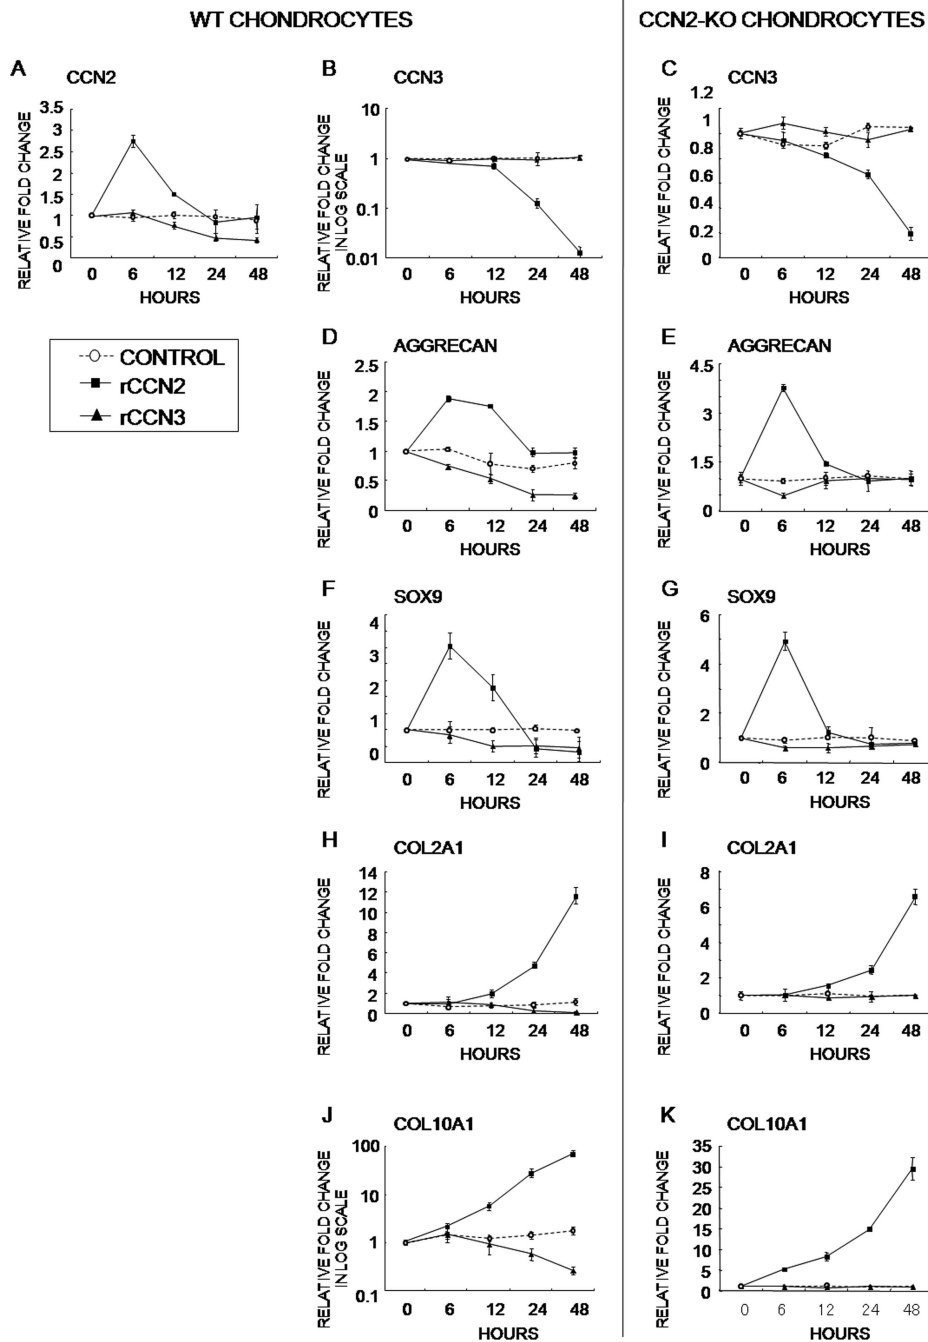 WT CHONDROCYTES
CCN2-KO CHONDROCYTES
A
CCN2
RELATIVE FOLD CHANGE
3.5
3
2.5
2
1.5
1
0.5
0
0 6 12 24 48
HOURS
B
CCN3
RELATIVE FOLD CHANGE
IN LOG SCALE
10
1
0.1
0.01
0 6 12 24 48
HOURS
C
CCN3
RELATIVE FOLD CHANGE
1.2
1
0.8
0.6
0.4
0.2
0
0 6 12 24 48
HOURS
CONTROL
rCCN2
rCCN3
D
AGGRECAN
RELATIVE FOLD CHANGE
2.5
2
1.5
1
0.5
0
0 6 12 24 48
HOURS
E
AGGRECAN
RELATIVE FOLD CHANGE
4.5
3
1.5
0
0 6 12 24 48
HOURS
F
SOX9
RELATIVE FOLD CHANGE
4
3
2
1
0
0 6 12 24 48
HOURS
G
SOX9
RELATIVE FOLD CHANGE
6
4
2
0
0 6 12 24 48
HOURS
H
COL2A1
RELATIVE FOLD CHANGE
14
12
10
8
6
4
2
0
0 6 12 24 48
HOURS
I
COL2A1
RELATIVE FOLD CHANGE
8
6
4
2
0
0 6 12 24 48
HOURS
J
COL10A1
RELATIVE FOLD CHANGE
IN LOG SCALE
100
10
1
0.1
0 6 12 24 48
HOURS
K
COL10A1
RELATIVE FOLD CHANGE
35
30
25
20
15
10
5
0
0 6 12 24 48
HOURS